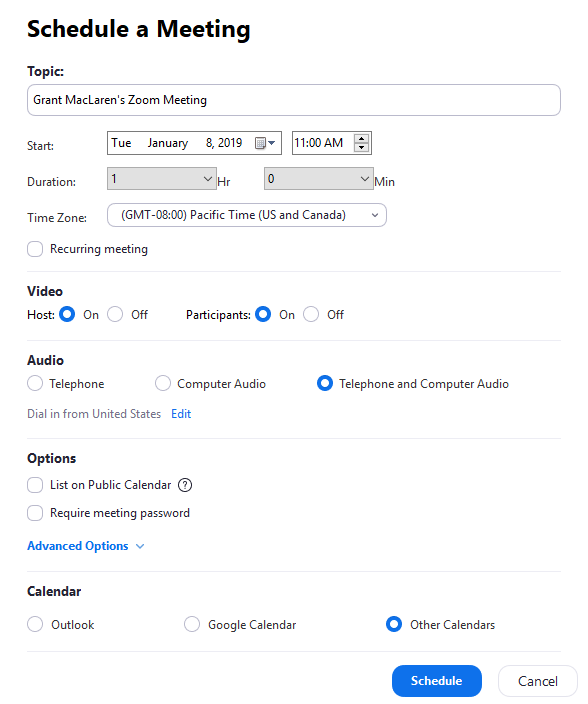 Schedule a Meeting
Topic:
Grant MacLaren's Zoom Meeting
Start: Tue January 8, 2019 11:00 AM
Duration: 1 Hr 0 Min
Time Zone: (GMT-08:00) Pacific Time (US and Canada)
Recurring meeting
Video
Host: On Off Participants: On Off
Audio
Telephone Computer Audio Telephone and Computer Audio
Dial in from United States Edit
Options
List on Public Calendar ?
Require meeting password
Advanced Options
Calendar
Outlook Google Calendar Other Calendars
Schedule Cancel